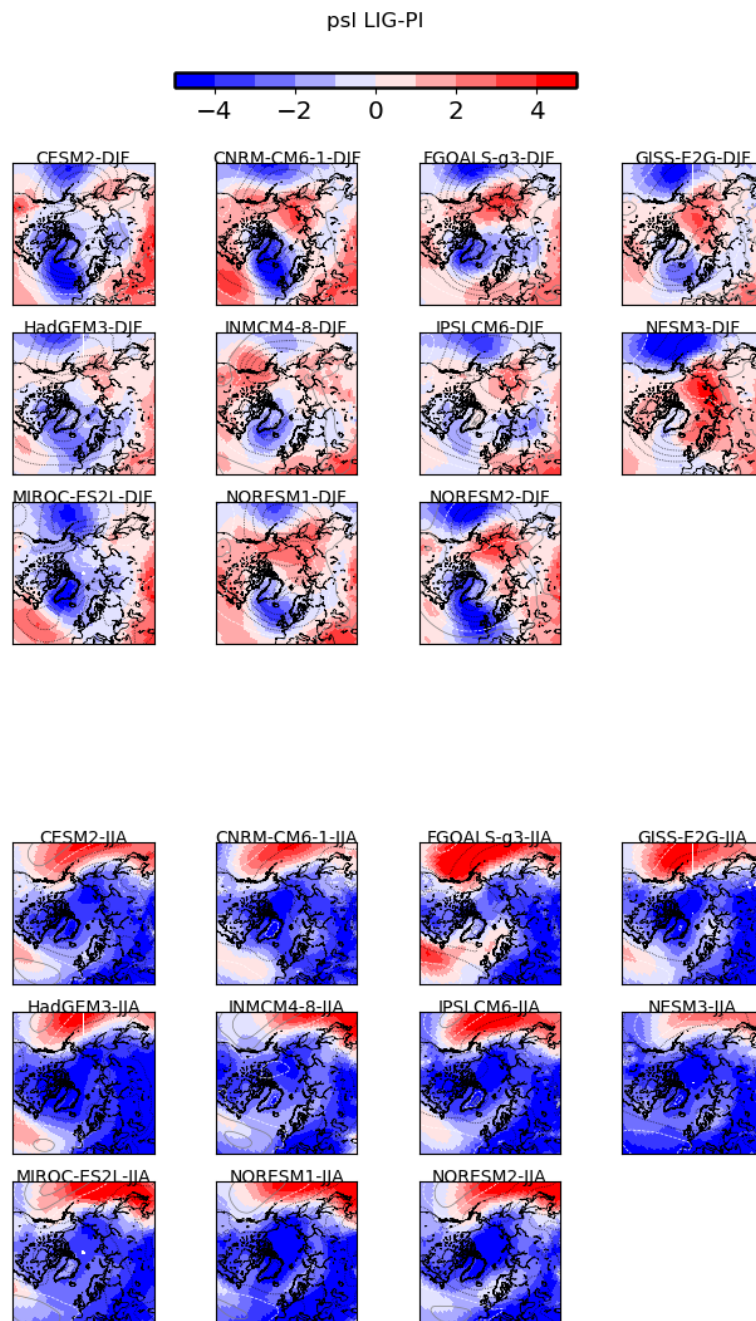 psl LIG-PI
−4 −2 0 2 4
CESM2-DJF CNRM-CM6-1-DJF FGOALS-g3-DJF GISS-E2G-DJF
HadGEM3-DJF INMCM4-8-DJF IPSLCM6-DJF NESM3-DJF
MIROC-ES2L-DJF NORESM1-DJF NORESM2-DJF
CESM2-JJA CNRM-CM6-1-JJA FGOALS-g3-JJA GISS-E2G-JJA
HadGEM3-JJA INMCM4-8-JJA IPSLCM6-JJA NESM3-JJA
MIROC-ES2L-JJA NORESM1-JJA NORESM2-JJA